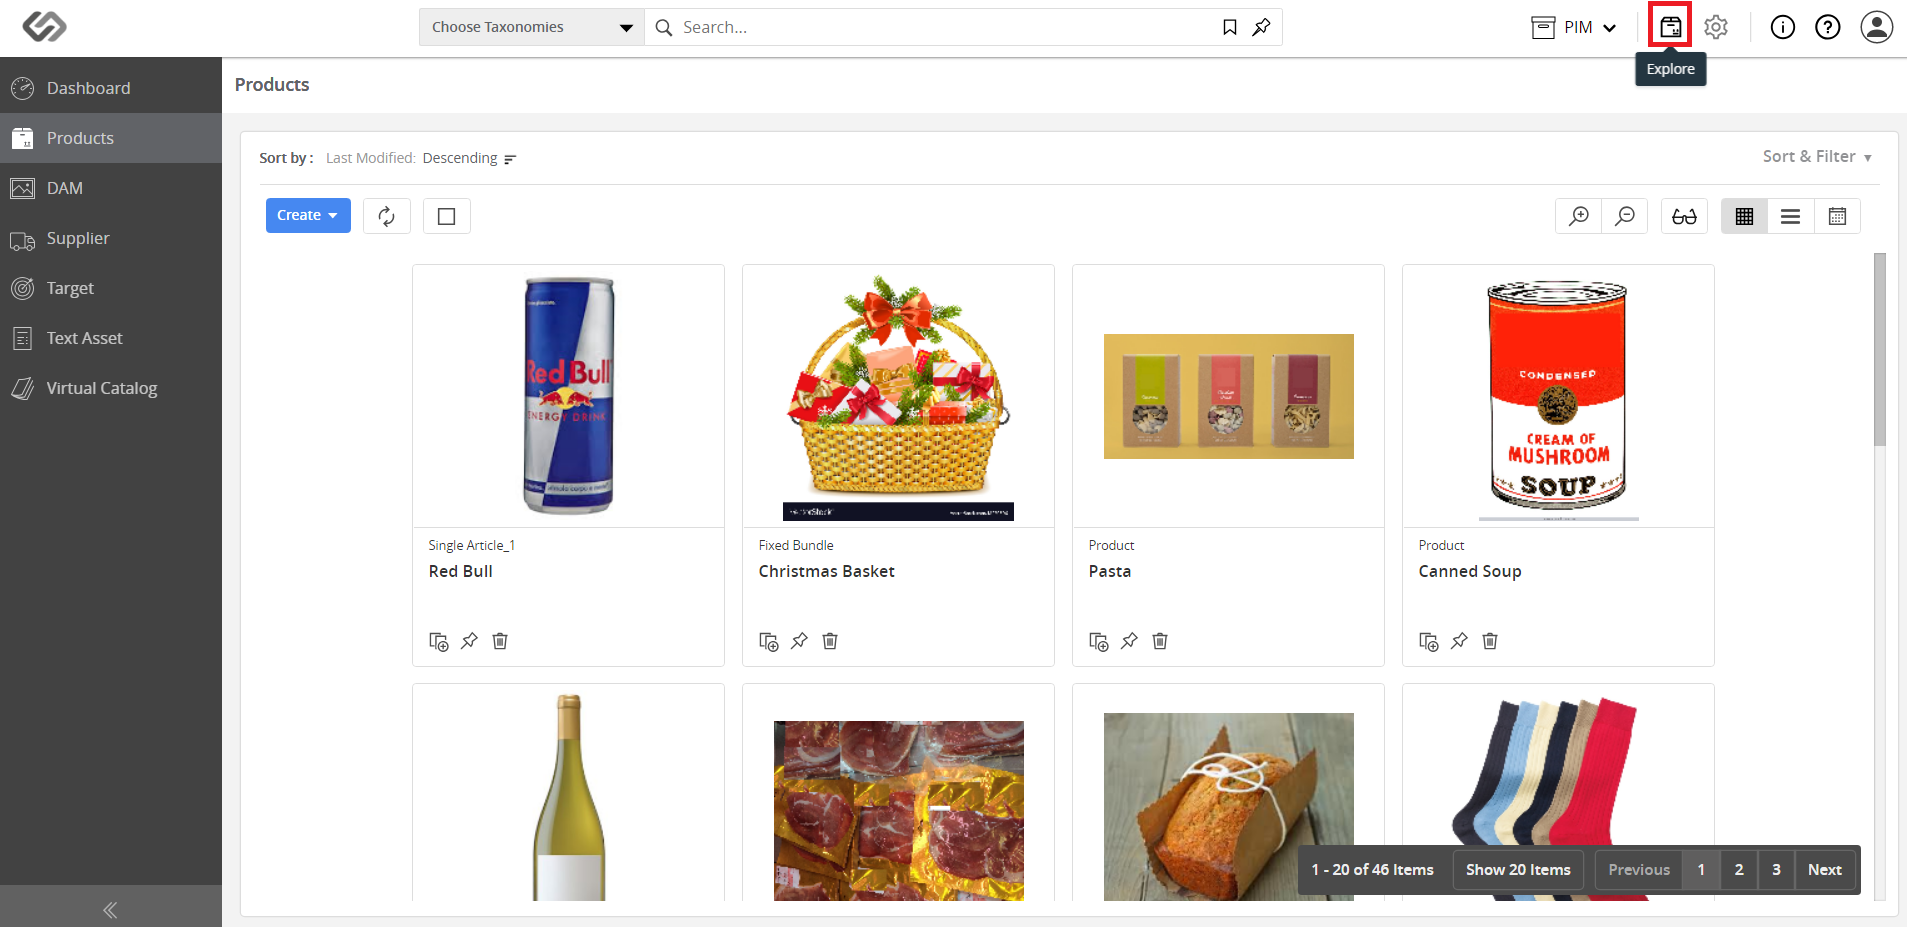 Choose Taxonomies
Search...
PIM
Explore
Dashboard
Products
DAM
Supplier
Target
Text Asset
Virtual Catalog
Products
Sort by : Last Modified: Descending
Sort & Filter
Create
Red Bull
ENERGY DRINK
CONDENSED
CREAM OF
MUSHROOM
SOUP
Single Article_1
Red Bull
Fixed Bundle
Christmas Basket
Product
Pasta
Product
Canned Soup
1 - 20 of 46 Items
Show 20 Items
Previous
1
2
3
Next